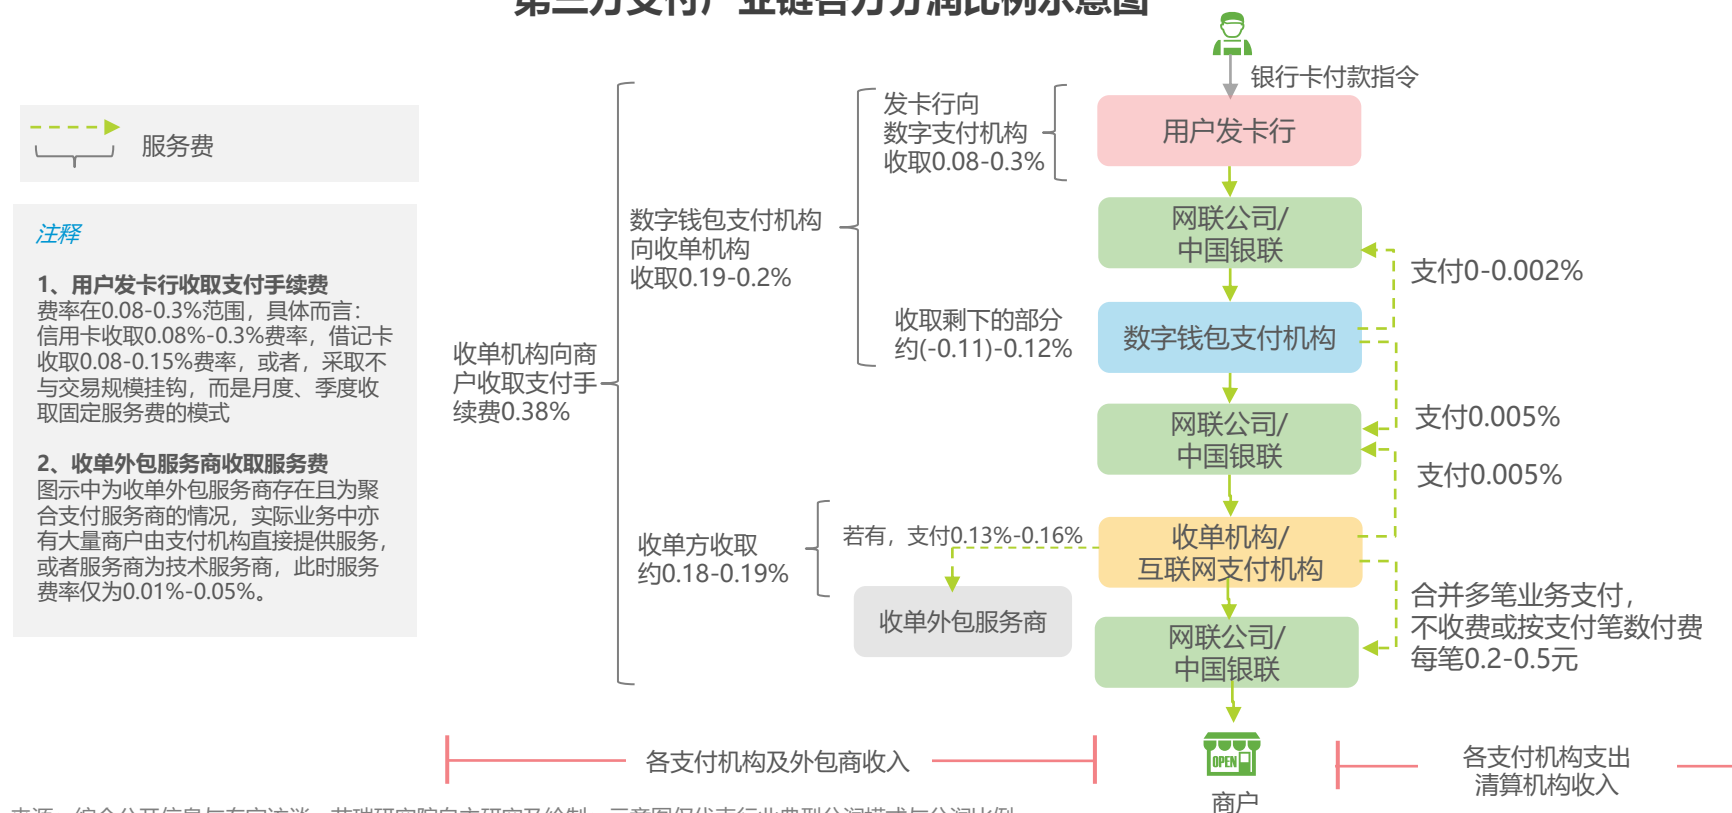 第三方支付产业链各方分润比例示意图
服务费
注释
1、用户发卡行收取支付手续费
费率在0.08-0.3%范围，具体而言：
信用卡收取0.08%-0.3%费率，借记卡
收取0.08-0.15%费率，或者，采取不
与交易规模挂钩，而是月度、季度收
取固定服务费的模式
2、收单外包服务商收取服务费
图示中为收单外包服务商存在且为聚
合支付服务商的情况，实际业务中亦
有大量商户由支付机构直接提供服务，
或者服务商为技术服务商，此时服务
费率仅为0.01%-0.05%。
收单机构向商
户收取支付手
续费0.38%
数字钱包支付机构
向收单机构
收取0.19-0.2%
发卡行向
数字支付机构
收取0.08-0.3%
收取剩下的部分
约(-0.11)-0.12%
收单方收取
约0.18-0.19%
若有，支付0.13%-0.16%
收单外包服务商
银行卡付款指令
用户发卡行
网联公司/
中国银联
支付0-0.002%
数字钱包支付机构
网联公司/
中国银联
支付0.005%
支付0.005%
收单机构/
互联网支付机构
合并多笔业务支付，
不收费或按支付笔数付费
每笔0.2-0.5元
网联公司/
中国银联
OPEN
商户
各支付机构及外包商收入
各支付机构支出
清算机构收入